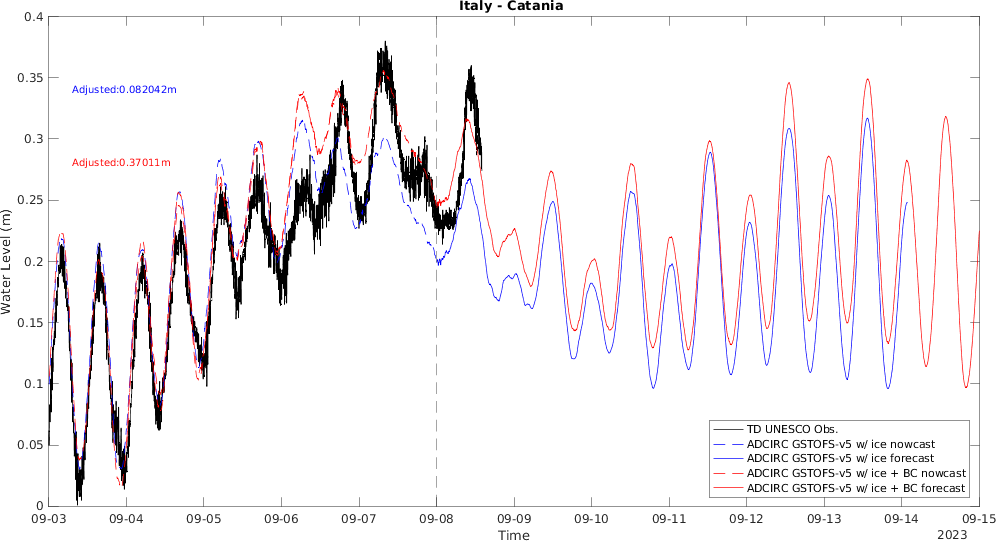 Italy - Catania
Water Level (m)
0.4
0.35
0.3
0.25
0.2
0.15
0.1
0.05
0
Adjusted:0.082042m
Adjusted:0.37011m
TD UNESCO Obs.
ADCIRC GSTOFS-v5 w/ ice nowcast
ADCIRC GSTOFS-v5 w/ ice forecast
ADCIRC GSTOFS-v5 w/ ice + BC nowcast
ADCIRC GSTOFS-v5 w/ ice + BC forecast
09-03 09-04 09-05 09-06 09-07 09-08 09-09 09-10 09-11 09-12 09-13 09-14 09-15
Time
2023